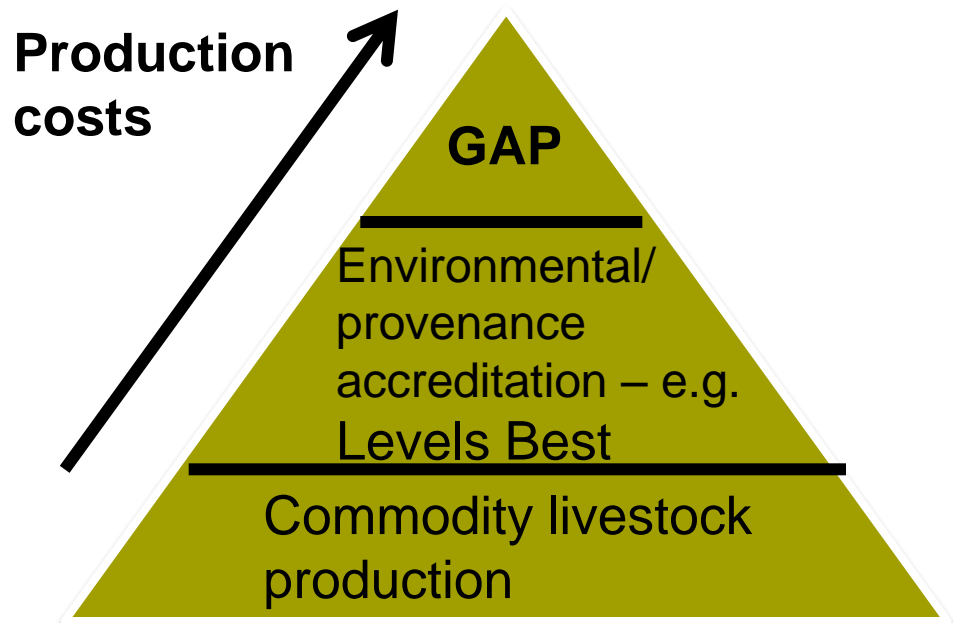 Production
costs
GAP
Environmental/
provenance
accreditation – e.g.
Levels Best
Commodity livestock
production